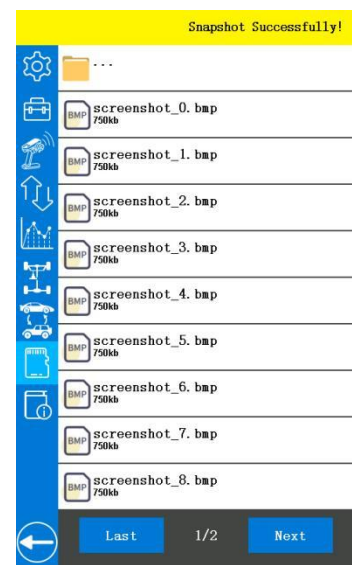 Snapshot Successfully!
...
BMP screenshot_0.bmp
750kb
BMP screenshot_1.bmp
750kb
BMP screenshot_2.bmp
750kb
BMP screenshot_3.bmp
750kb
BMP screenshot_4.bmp
750kb
BMP screenshot_5.bmp
750kb
BMP screenshot_6.bmp
750kb
BMP screenshot_7.bmp
750kb
BMP screenshot_8.bmp
750kb
Last 1/2 Next